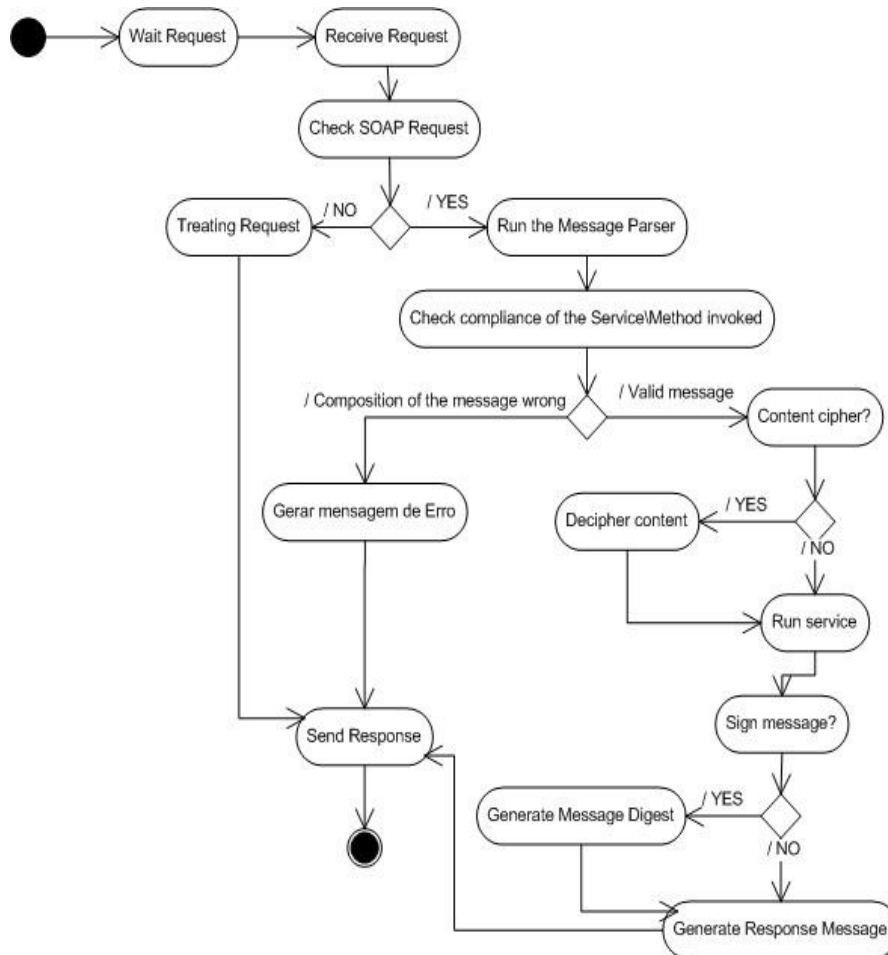 Wait Request
Receive Request
Check SOAP Request
/ NO
/ YES
Treating Request
Run the Message Parser
Check compliance of the Service\Method invoked
/ Composition of the message wrong
/ Valid message
Content cipher?
Gerar mensagem de Erro
Decipher content
/ YES
/ NO
Run service
Sign message?
Send Response
Generate Message Digest
/ YES
/ NO
Generate Response Message